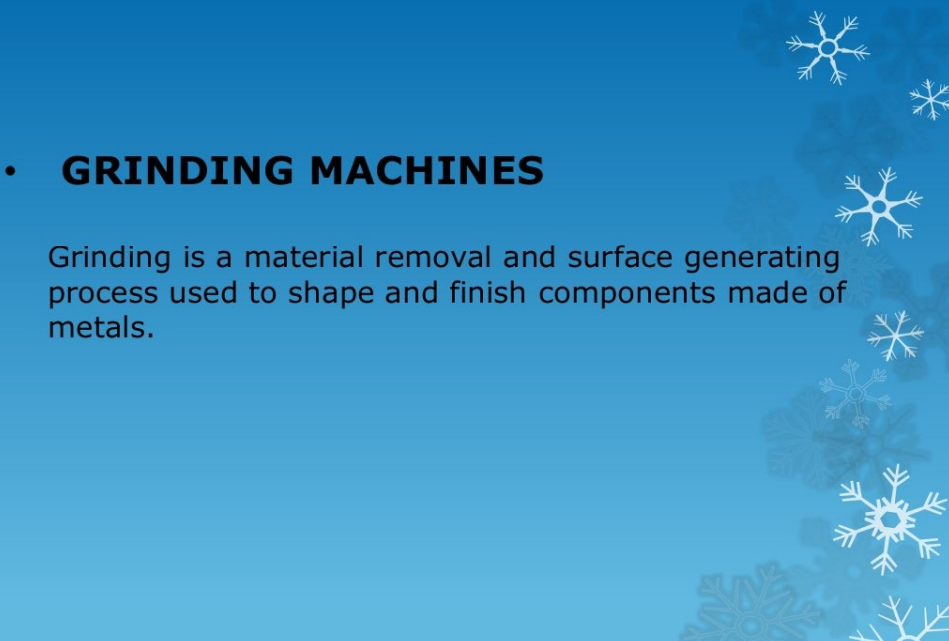 • GRINDING MACHINES
Grinding is a material removal and surface generating
process used to shape and finish components made of
metals.